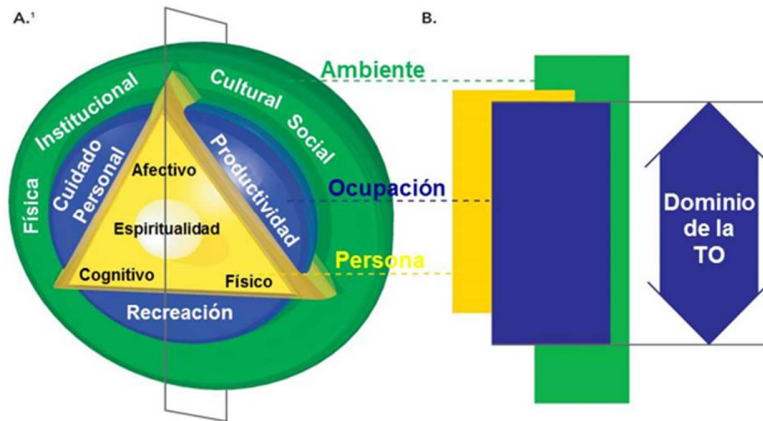 A.¹
B.
Ambiente
Ocupación
Persona
Institucional
Cultural
Social
Física
Cuidado
Personal
Productividad
Recreación
Afectivo
Espiritualidad
Cognitivo
Físico
Dominio
de la
TO